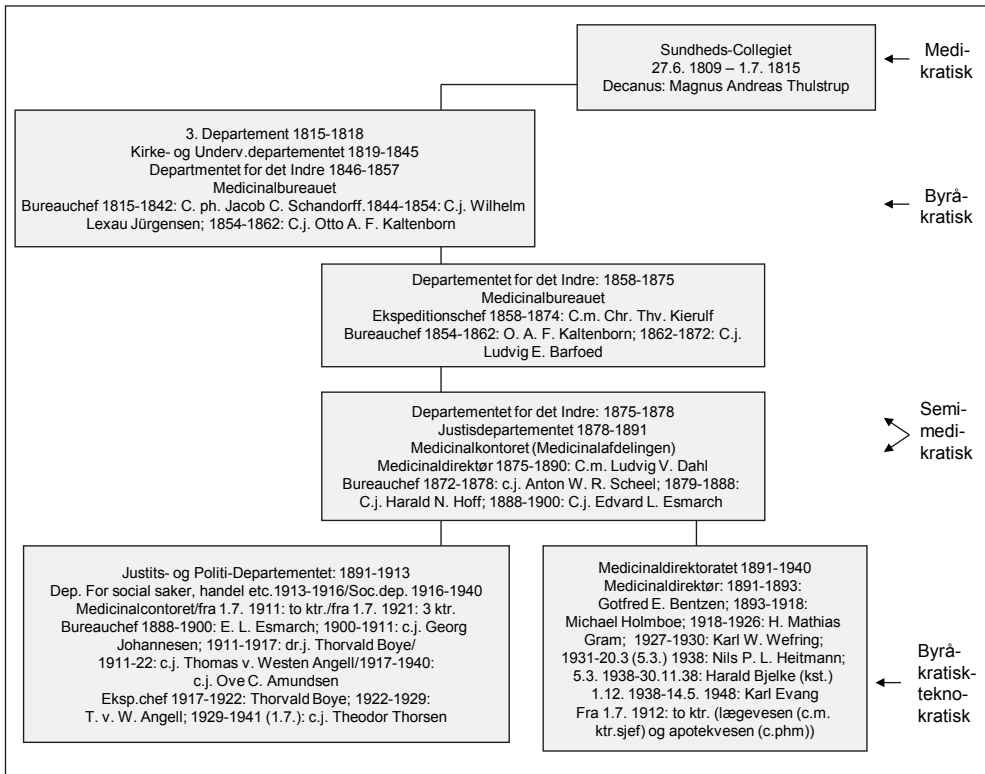 Sundheds-Collegiet
27.6. 1809 – 1.7. 1815
Decanus: Magnus Andreas Thulstrup
Medi-
kratisk
3. Departement 1815-1818
Kirke- og Underv.departementet 1819-1845
Departmentet for det Indre 1846-1857
Medicinalbureauet
Bureauchef 1815-1842: C. ph. Jacob C. Schandorff.1844-1854: C.j. Wilhelm
Lexau Jürgensen; 1854-1862: C.j. Otto A. F. Kaltenborn
Byrå-
kratisk
Departementet for det Indre: 1858-1875
Medicinalbureauet
Ekspeditionschef 1858-1874: C.m. Chr. Thv. Kierulf
Bureauchef 1854-1862: O. A. F. Kaltenborn; 1862-1872: C.j.
Ludvig E. Barfoed
Departementet for det Indre: 1875-1878
Justisdepartementet 1878-1891
Medicinalkontoret (Medicinalafdelingen)
Medicinaldirektør 1875-1890: C.m. Ludvig V. Dahl
Bureauchef 1872-1878: c.j. Anton W. R. Scheel; 1879-1888:
C.j. Harald N. Hoff; 1888-1900: C.j. Edvard L. Esmarch
Semi-
medi-
kratisk
Justits- og Politi-Departementet: 1891-1913
Dep. For social saker, handel etc.1913-1916/Soc.dep. 1916-1940
Medicinalcontoret/fra 1.7. 1911: to ktr./fra 1.7. 1921: 3 ktr.
Bureauchef 1888-1900: E. L. Esmarch; 1900-1911: c.j. Georg
Johannesen; 1911-1917: dr.j. Thorvald Boye/
1911-22: c.j. Thomas v. Westen Angell/1917-1940:
c.j. Ove C. Amundsen
Eksp.chef 1917-1922: Thorvald Boye; 1922-1929:
T. v. W. Angell; 1929-1941 (1.7.): c.j. Theodor Thorsen
Medicinaldirektoratet 1891-1940
Medicinaldirektør: 1891-1893:
Gotfred E. Bentzen; 1893-1918:
Michael Holmboe; 1918-1926: H. Mathias
Gram; 1927-1930: Karl W. Wefring;
1931-20.3 (5.3.) 1938: Nils P. L. Heitmann;
5.3. 1938-30.11.38: Harald Bjelke (kst.)
1.12. 1938-14.5. 1948: Karl Evang
Fra 1.7. 1912: to ktr. (lægevesen (c.m.
ktr.sjef) og apotekvesen (c.phm))
Byrå-
kratisk-
tekno-
kratisk